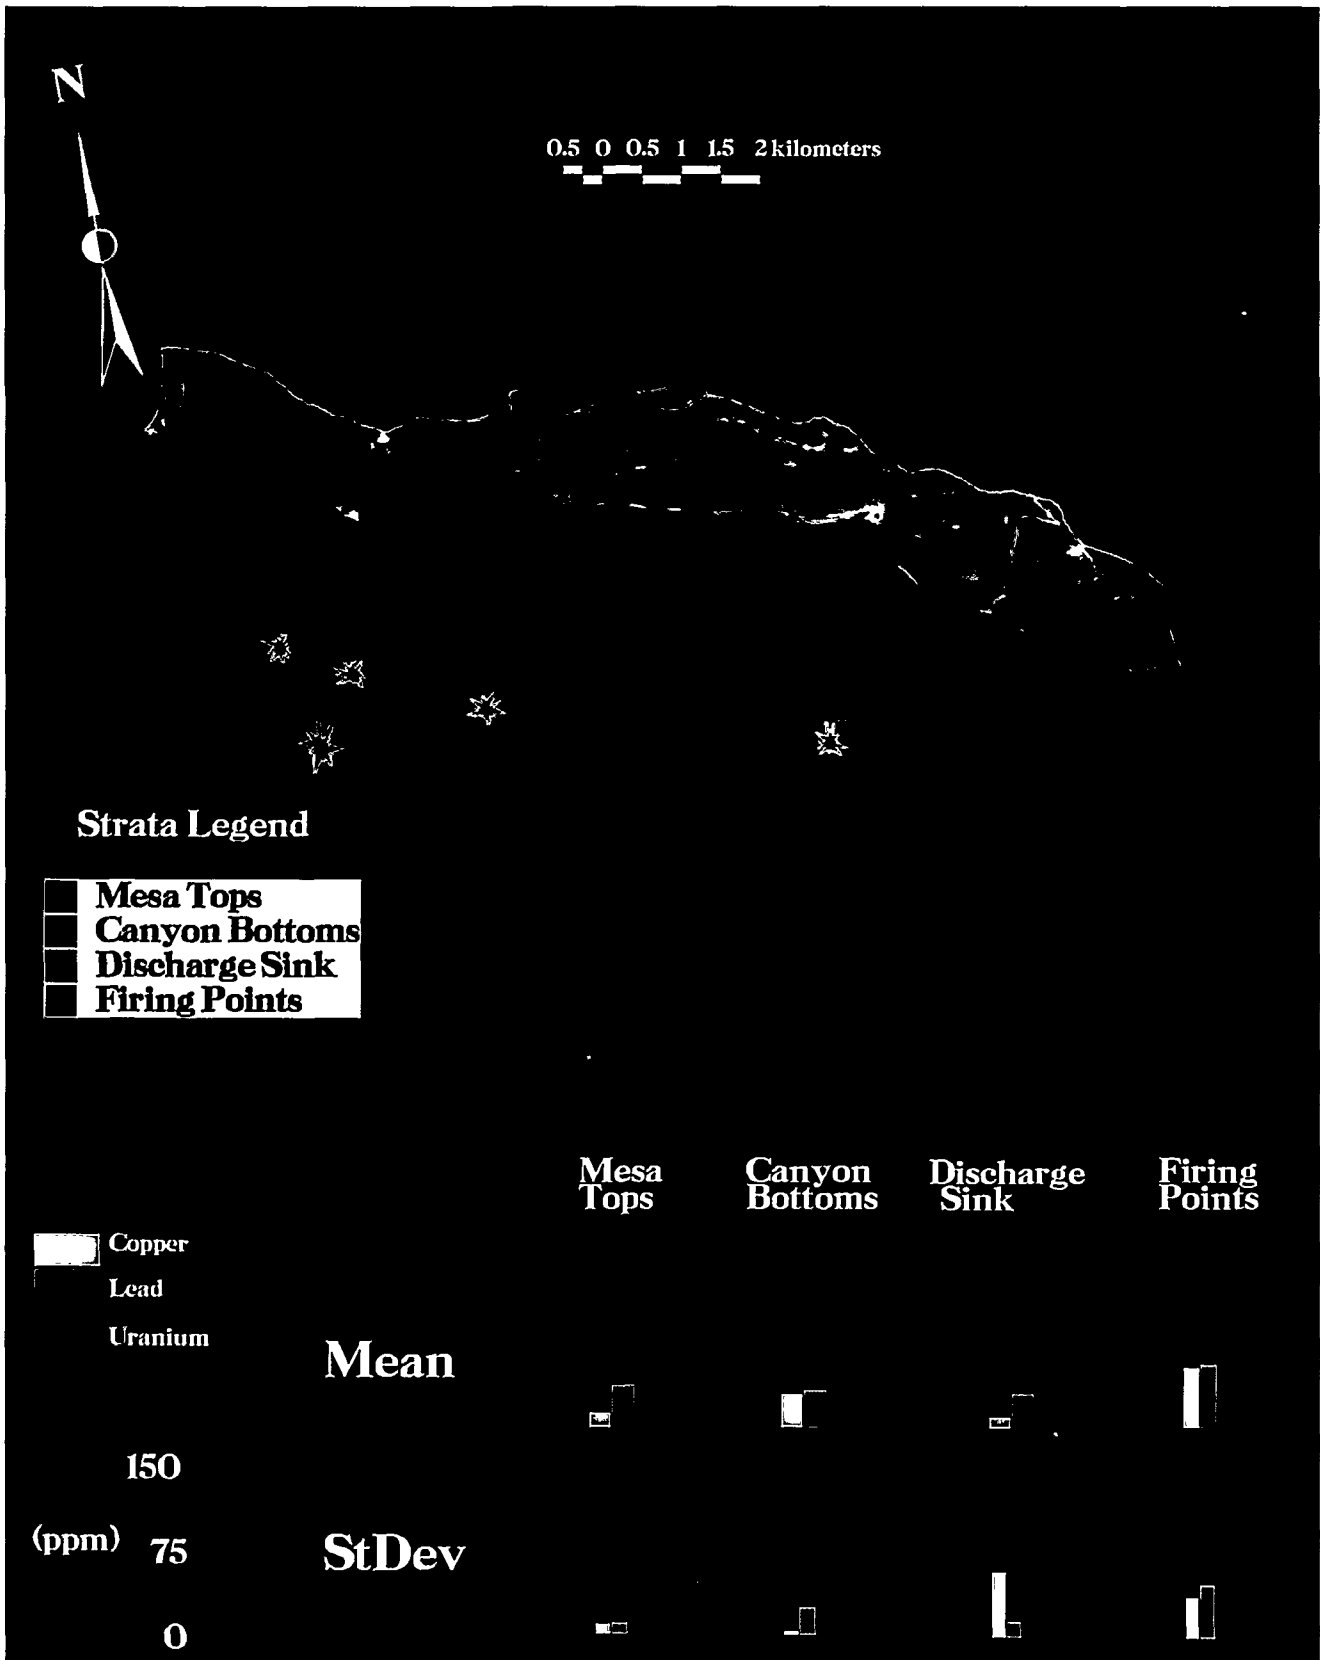 N
0.5 0 0.5 1 1.5 2 kilometers
Strata Legend
Mesa Tops
Canyon Bottoms
Discharge Sink
Firing Points
Mesa Tops
Canyon Bottoms
Discharge Sink
Firing Points
Copper
Lead
Uranium
Mean
150
(ppm) 75
StDev
0